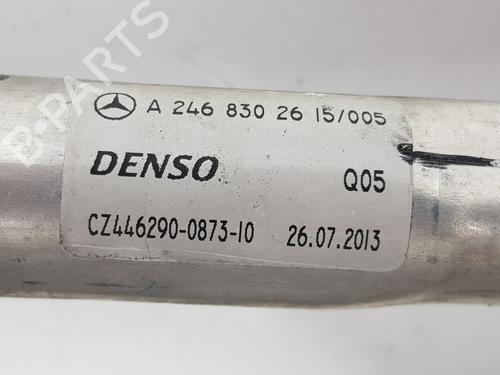 B-PARTS
A 246 830 26 15/005
DENSO
Q05
CZ446290-0873-10 26.07.2013